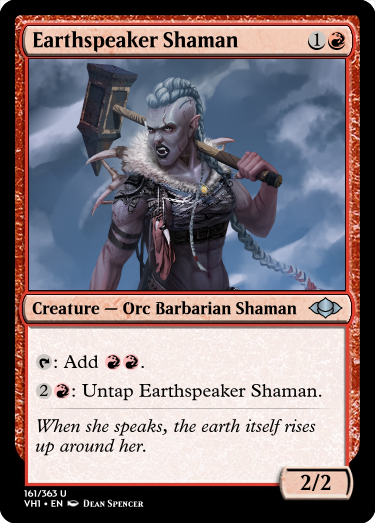 Earthspeaker Shaman 1
Creature — Orc Barbarian Shaman
: Add .
2 : Untap Earthspeaker Shaman.
When she speaks, the earth itself rises
up around her.
2/2
161/363 U
VH1 • EN Dean Spencer